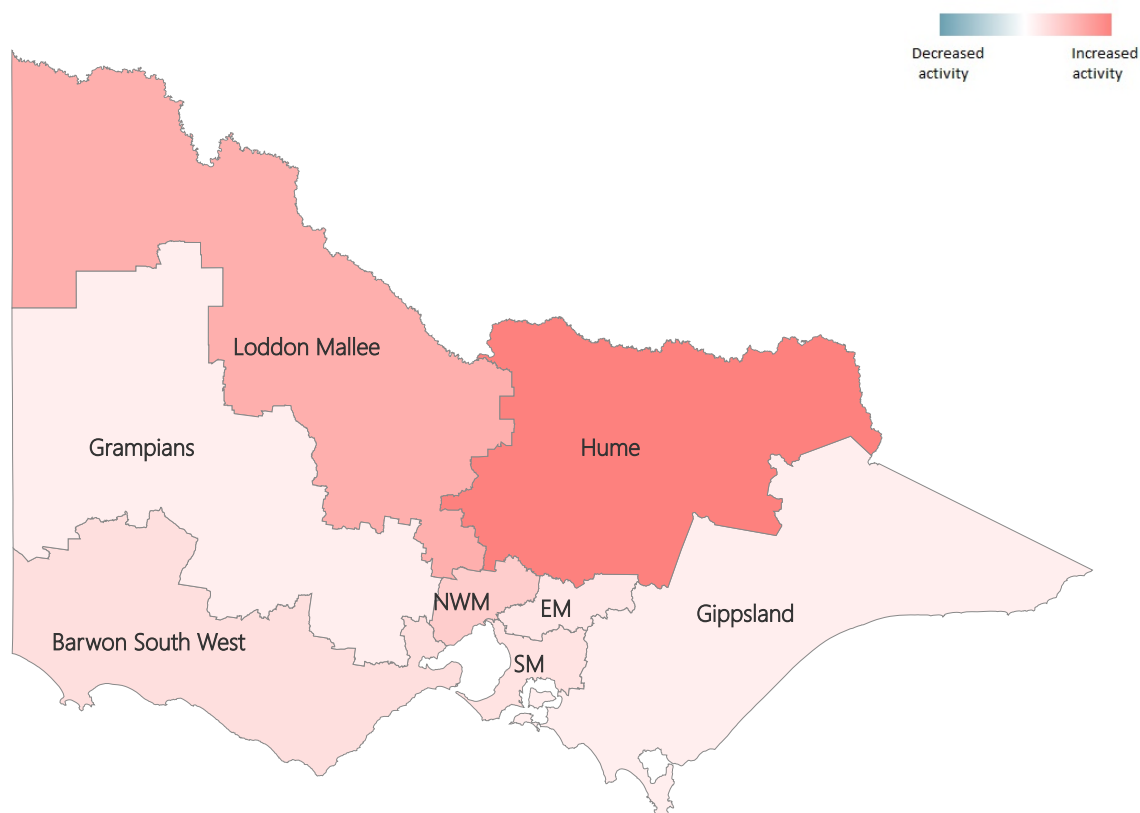 Decreased activity
Increased activity
Loddon Mallee
Grampians
Hume
NWM
EM
Gippsland
Barwon South West
SM